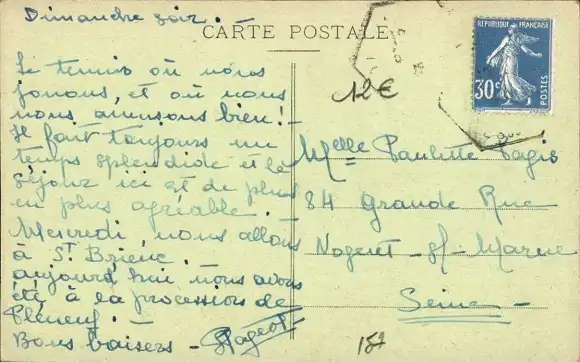 Dimanche soir.
CARTE POSTALE
RÉPUBLIQUE FRANÇAISE
30c
POSTES
12€
Le tennis où nous
jouons, et où nous
nous amusons bien! -
Il fait toujours un
temps splendide et le
séjour ici est de plus
en plus agréable.
Mercredi, nous allons
à St. Brieuc.
aujourd'hui nous avons
été à la procession de
Pléneuf. -
Bons baisers -
Melle Paulette
84 Grande Rue
Nogent s/- Marne
Seine -
187